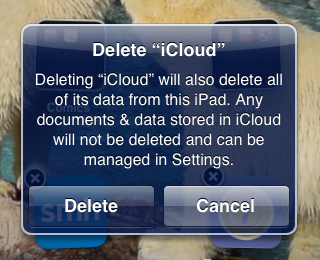 Delete “iCloud”
Deleting “iCloud” will also delete all
of its data from this iPad. Any
documents & data stored in iCloud
will not be deleted and can be
managed in Settings.
Delete
Cancel